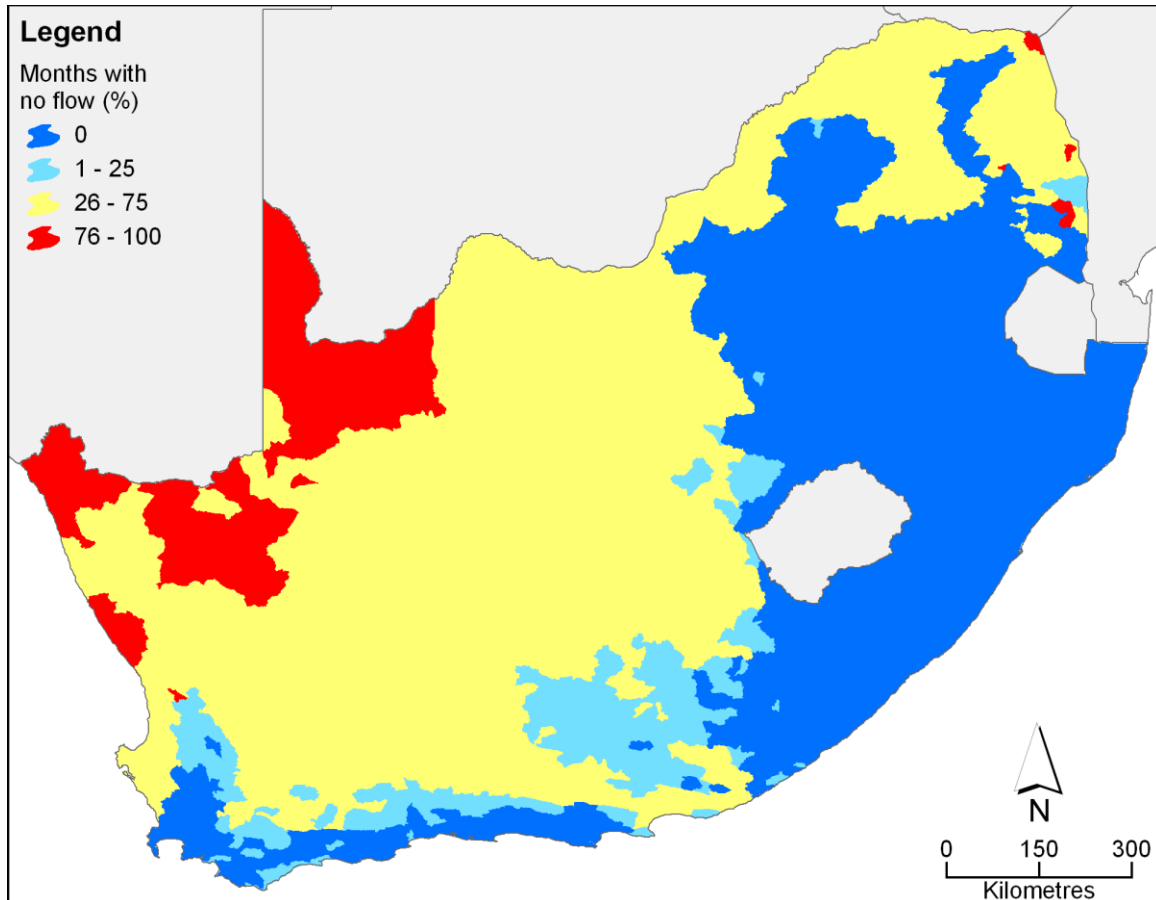 Legend
Months with
no flow (%)
0
1 - 25
26 - 75
76 - 100
N
0 150 300
Kilometres